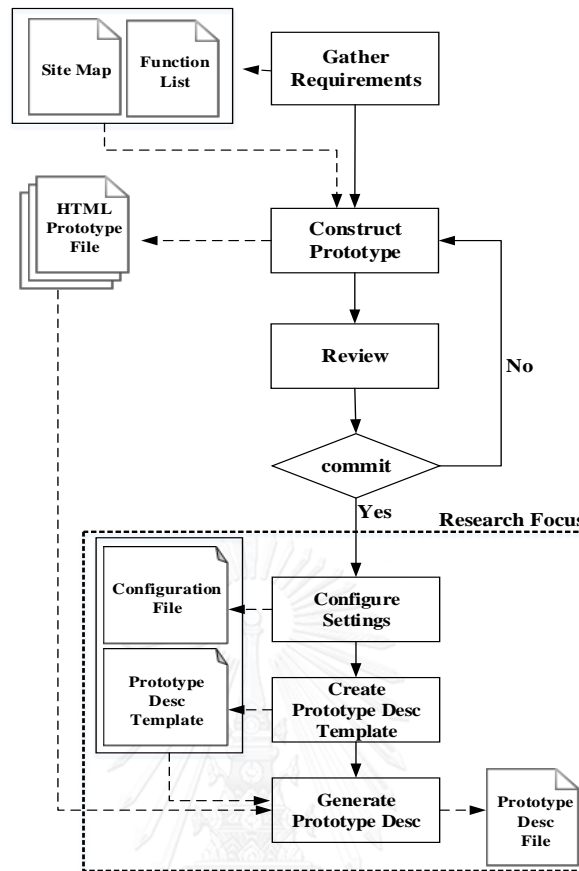 Site Map
Function
List
Gather
Requirements
HTML
Prototype
File
Construct
Prototype
Review
No
commit
Yes
Research Focus
Configuration
File
Configure
Settings
Prototype
Desc
Template
Create
Prototype Desc
Template
Generate
Prototype Desc
Prototype
Desc
File